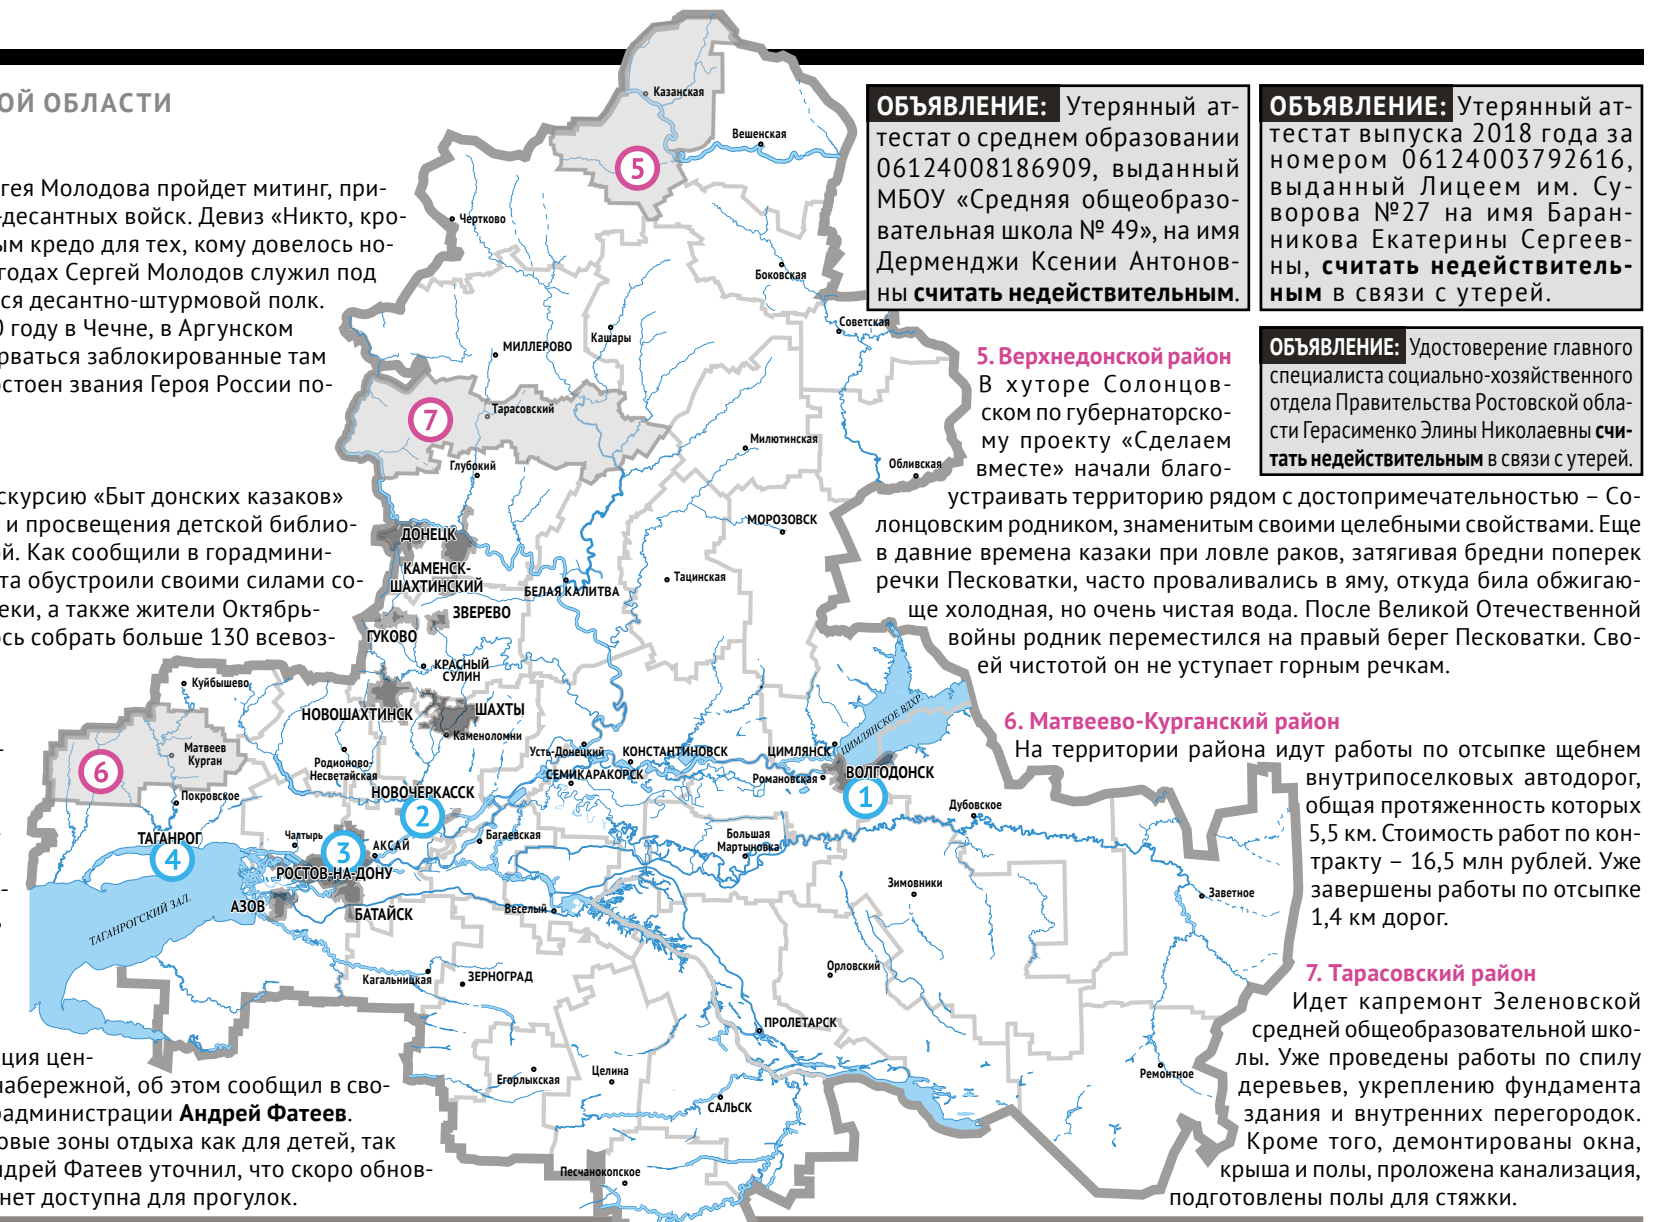 ОЙ ОБЛАСТИ
гея Молодова пройдет митинг, при-
-десантных войск. Девиз «Никто, кро-
ым кредо для тех, кому довелось но-
годах Сергей Молодов служил под
ся десантно-штурмовой полк.
0 году в Чечне, в Аргунском
рваться заблокированные там
остоен звания Героя России по-
скурсию «Быт донских казаков»
и просвещения детской библио-
ой. Как сообщили в горадмини-
та обустроили своими силами со-
еки, а также жители Октябрь-
ось собрать больше 130 всевоз-
ция цен-
набережной, об этом сообщил в сво-
радминистрации Андрей Фатеев.
овые зоны отдыха как для детей, так
ндрей Фатеев уточнил, что скоро обнов-
нет доступна для прогулок.
Казанская
Вешенская
5
Чертково
Боковская
Советская
Кашары
МИЛЛЕРОВО
7
Тарасовский
Милютинская
Обливская
Глубокий
МОРОЗОВСК
ДОНЕЦК
КАМЕНСК-
ШАХТИНСКИЙ
Тацинская
БЕЛАЯ КАЛИТВА
ЗВЕРЕВО
ГУКОВО
КРАСНЫЙ
СУЛИН
Куйбышево
НОВОШАХТИНСК
ШАХТЫ
Каменоломни
ЦИМЛЯНСКОЕ ВДХР.
Матвеев
Курган
6
Родионово-
Несветайская
Усть-Донецкий
КОНСТАНТИНОВСК
ЦИМЛЯНСК
СЕМИКАРАКОРСК
Романовская
ВОЛГОДОНСК
1
Покровское
НОВОЧЕРКАССК
2
Дубовое
ТАГАНРОГ
4
Чалтырь
3
АКСАЙ
Багаевская
Большая
Мартыновка
РОСТОВ-НА-ДОНУ
Зимовники
Заветное
АЗОВ
БАТАЙСК
Веселый
ТАГАНРОГСКИЙ ЗАЛ.
Кагальницкая
ЗЕРНОГРАД
Орловский
ПРОЛЕТАРСК
Егорлыкская
Целина
Ремонтное
САЛЬСК
Песчанокопское
ОБЪЯВЛЕНИЕ: Утерянный ат-
тестат о среднем образовании
06124008186909, выданный
МБОУ «Средняя общеобразо-
вательная школа № 49», на имя
Дерменджи Ксении Антонов-
ны считать недействительным.
ОБЪЯВЛЕНИЕ: Утерянный ат-
тестат выпуска 2018 года за
номером 06124003792616,
выданный Лицеем им. Су-
ворова №27 на имя Баран-
никова Екатерины Сергеев-
ны, считать недействитель-
ным в связи с утерей.
ОБЪЯВЛЕНИЕ: Удостоверение главного
специалиста социально-хозяйственного
отдела Правительства Ростовской обла-
сти Герасименко Элины Николаевны счи-
тать недействительным в связи с утерей.
5. Верхнедонской район
В хуторе Солонцов-
ском по губернаторско-
му проекту «Сделаем
вместе» начали благо-
устраивать территорию рядом с достопримечательностью – Со-
лонцовским родником, знаменитым своими целебными свойствами. Еще
в давние времена казаки при ловле раков, затягивая бредни поперек
речки Песковатки, часто проваливались в яму, откуда била обжигаю-
ще холодная, но очень чистая вода. После Великой Отечественной
войны родник переместился на правый берег Песковатки. Сво-
ей чистотой он не уступает горным речкам.
6. Матвеево-Курганский район
На территории района идут работы по отсыпке щебнем
внутрипоселковых автодорог,
общая протяженность которых
5,5 км. Стоимость работ по кон-
тракту – 16,5 млн рублей. Уже
завершены работы по отсыпке
1,4 км дорог.
7. Тарасовский район
Идет капремонт Зеленовской
средней общеобразовательной шко-
лы. Уже проведены работы по спилу
деревьев, укреплению фундамента
здания и внутренних перегородок.
Кроме того, демонтированы окна,
крыша и полы, проложена канализация,
подготовлены полы для стяжки.